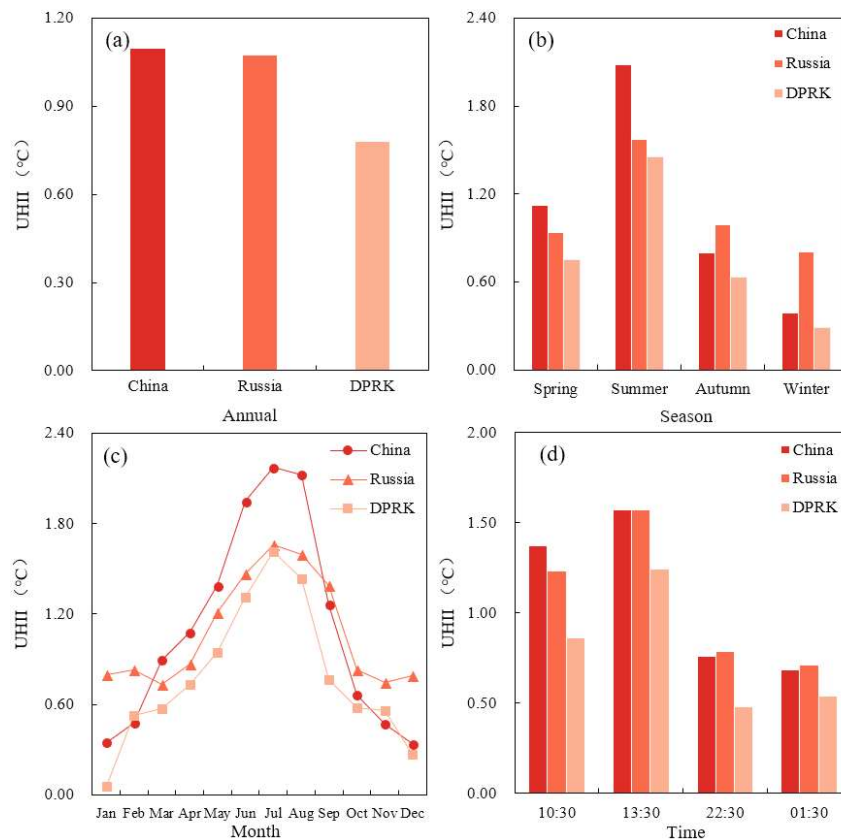 (a)
UHII (°C)
1.20
0.90
0.60
0.30
0.00
China Russia DPRK
Annual
(b)
China
Russia
DPRK
UHII (°C)
2.40
1.80
1.20
0.60
0.00
Spring Summer Autumn Winter
Season
(c)
China
Russia
DPRK
UHII (°C)
2.40
1.80
1.20
0.60
0.00
Jan Feb Mar Apr May Jun Jul Aug Sep Oct Nov Dec
Month
(d)
China
Russia
DPRK
UHII (°C)
2.00
1.50
1.00
0.50
0.00
10:30 13:30 22:30 01:30
Time